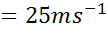 = 25ms⁻¹